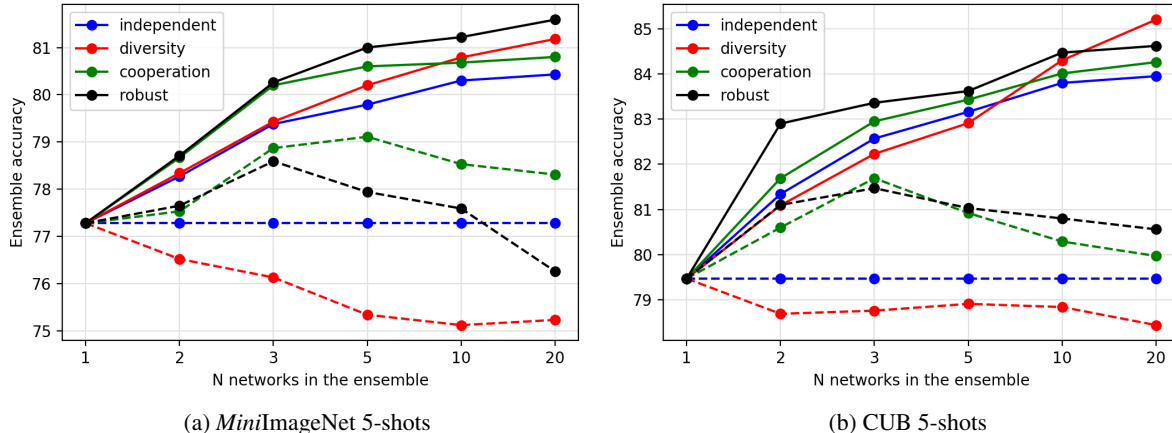 independent
diversity
cooperation
robust
Ensemble accuracy
81
80
79
78
77
76
75
1 2 3 5 10 20
N networks in the ensemble
(a) MiniImageNet 5-shots
independent
diversity
cooperation
robust
Ensemble accuracy
85
84
83
82
81
80
79
1 2 3 5 10 20
N networks in the ensemble
(b) CUB 5-shots